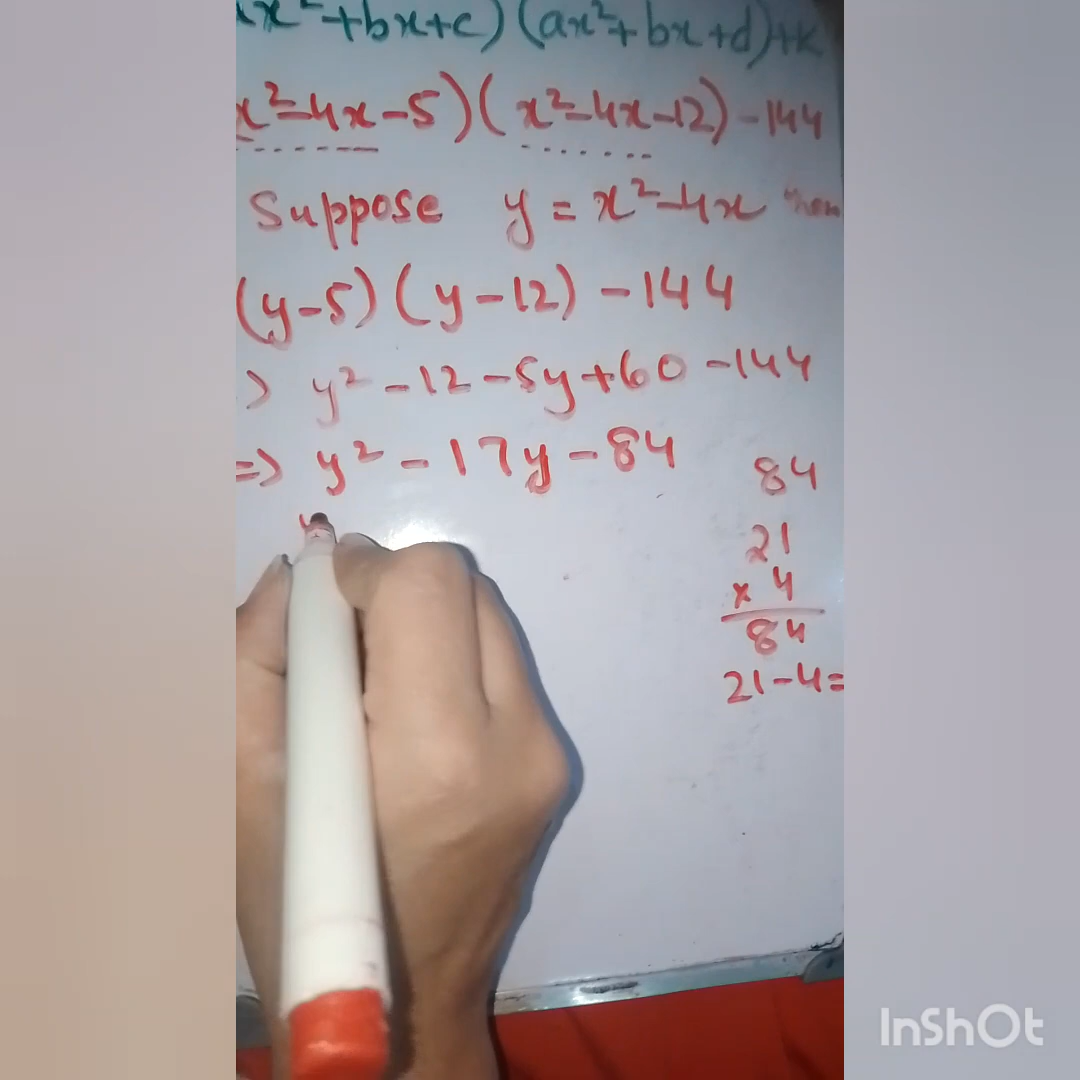 x²+bx+c) (ax²+bx+d)+k
x²-4x-5)(x²-4x-12)-144
Suppose y = x²-4x then
(y-5)(y-12)-144
> y²-12-5y+60-144
=> y²-17y-84
84
21
x 4
84
21-4=
InShOt